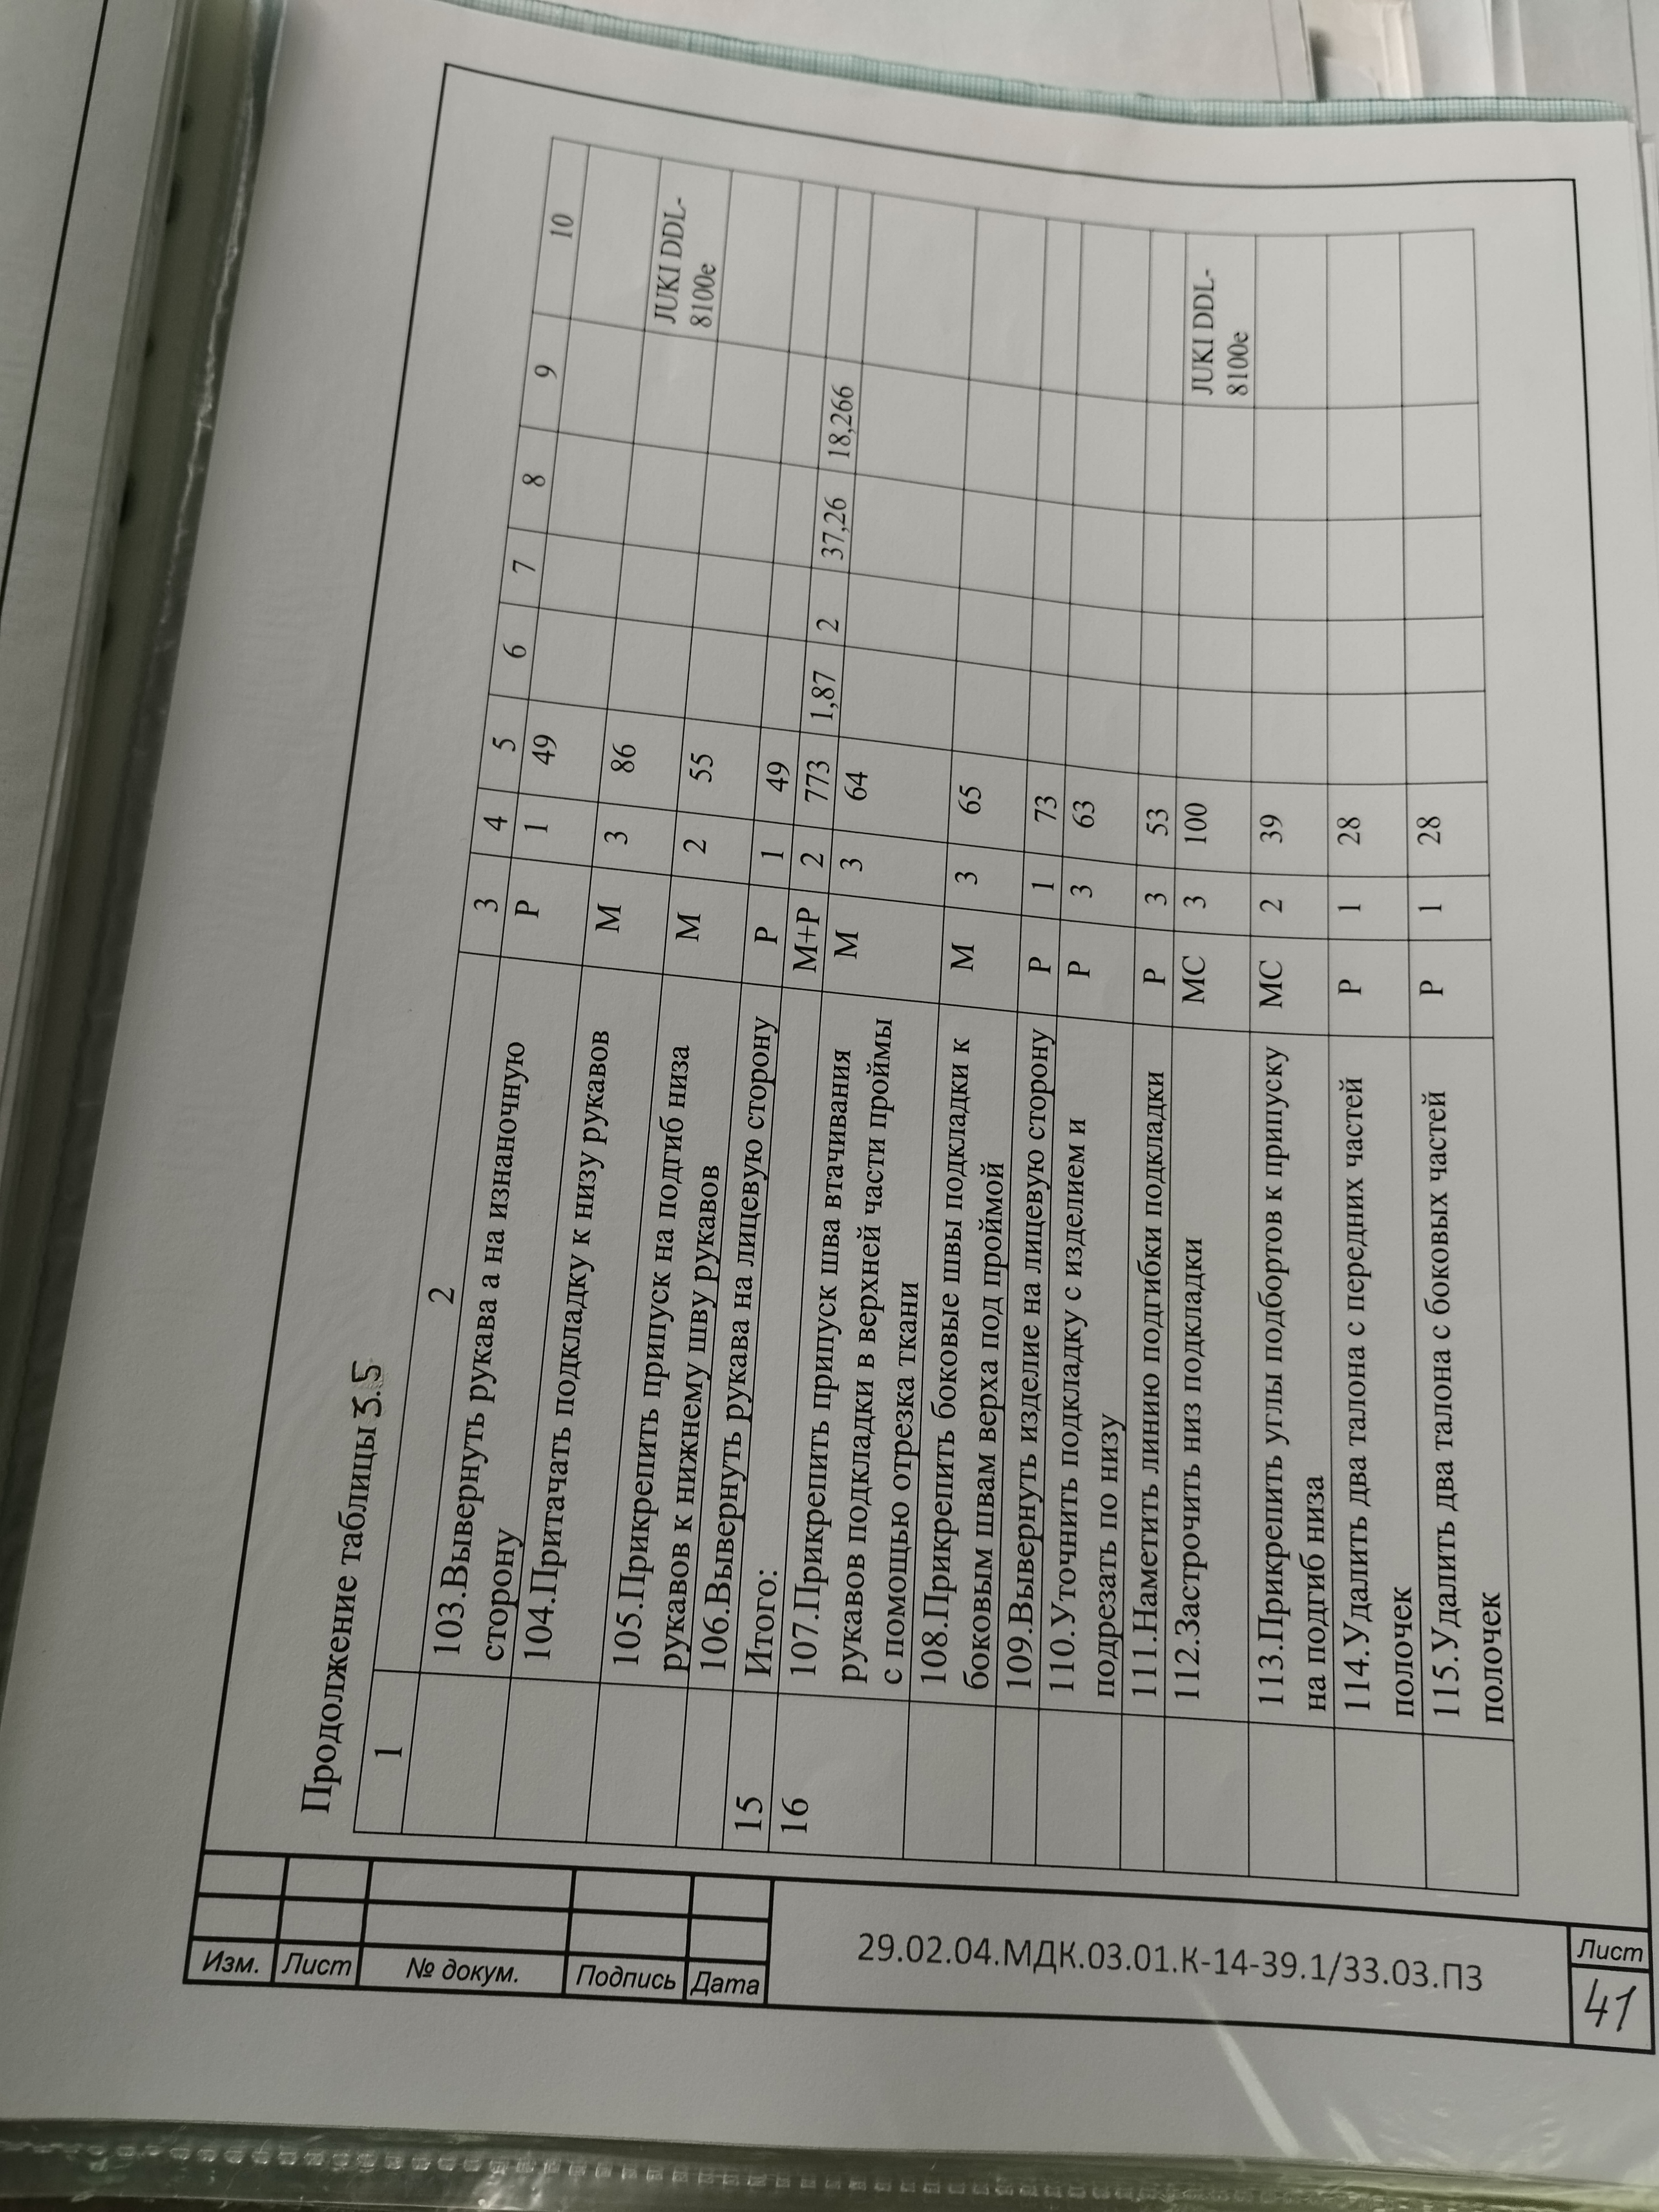 Продолжение таблицы 3.5
1 2 3 4 5 6 7 8 9 10
103.Вывернуть рукава а на изнаночную Р 1 49
сторону
104.Притачать подкладку к низу рукавов М 3 86
105.Прикрепить припуск на подгиб низа М 2 55 JUKI DDL-
рукавов к нижнему шву рукавов 8100e
106.Вывернуть рукава на лицевую сторону Р 1 49
15 Итого: М+Р 2 773 1,87 2 37,26 18,266
16 107.Прикрепить припуск шва втачивания М 3 64
рукавов подкладки в верхней части проймы
с помощью отрезка ткани
108.Прикрепить боковые швы подкладки к М 3 65
боковым швам верха под проймой
109.Вывернуть изделие на лицевую сторону Р 1 73
110.Уточнить подкладку с изделием и Р 3 63
подрезать по низу
111.Наметить линию подгибки подкладки Р 3 53
112.Застрочить низ подкладки МС 3 100 JUKI DDL-
8100e
113.Прикрепить углы подбортов к припуску МС 2 39
на подгиб низа
114.Удалить два талона с передних частей Р 1 28
полочек
115.Удалить два талона с боковых частей Р 1 28
полочек
Изм. Лист № докум. Подпись Дата
29.02.04.МДК.03.01.К-14-39.1/33.03.ПЗ
Лист
41